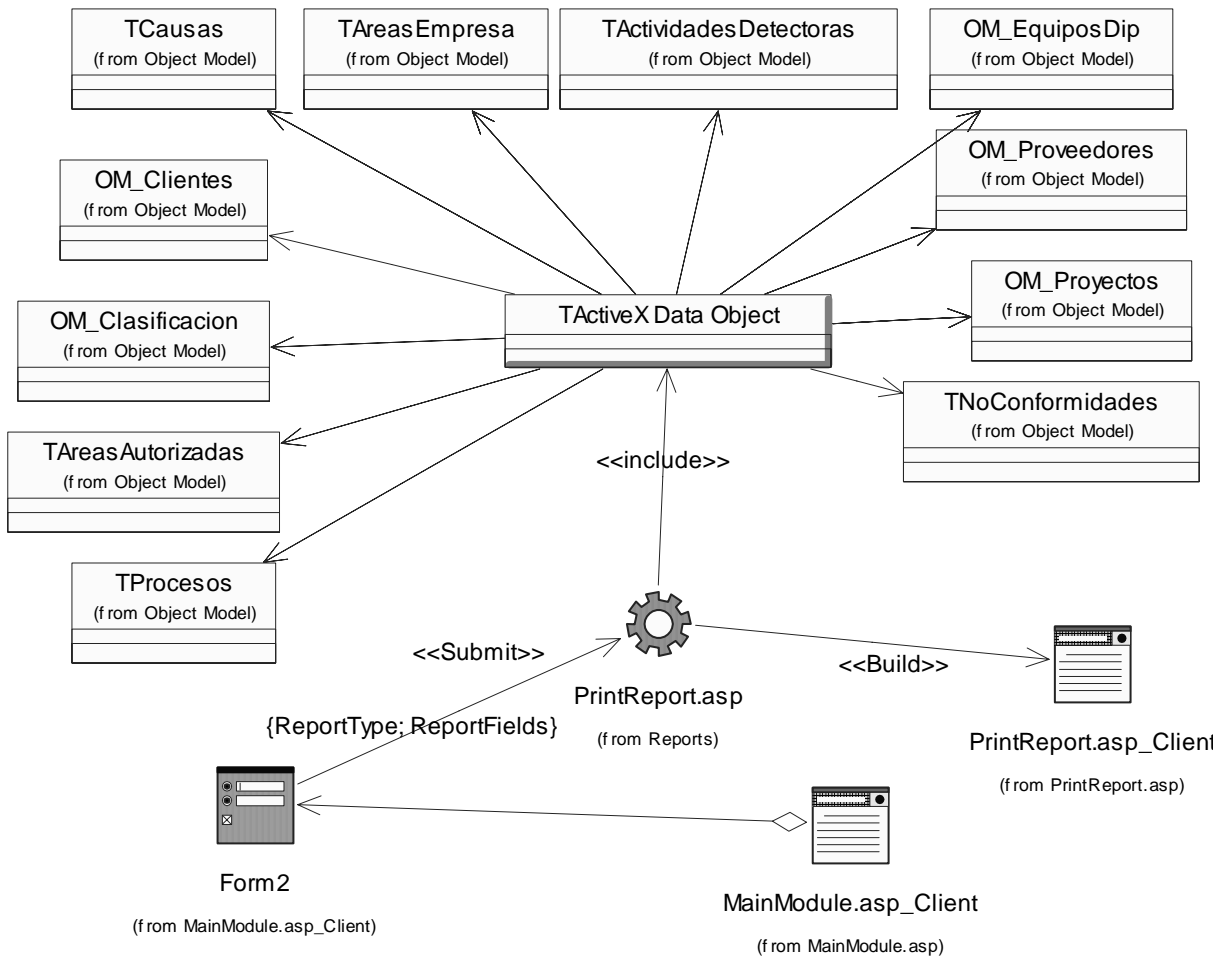 TCausas
(from Object Model)
TAreasEmpresa
(from Object Model)
TActividadesDetectoras
(from Object Model)
OM_EquiposDip
(from Object Model)
OM_Proveedores
(from Object Model)
OM_Clientes
(from Object Model)
OM_Proyectos
(from Object Model)
TActiveX Data Object
OM_Clasificacion
(from Object Model)
TNoConformidades
(from Object Model)
TAreasAutorizadas
(from Object Model)
<<include>>
TProcesos
(from Object Model)
<<Submit>>
<<Build>>
PrintReport.asp
(from Reports)
{ReportType; ReportFields}
PrintReport.asp_Client
(from PrintReport.asp)
Form2
(from MainModule.asp_Client)
MainModule.asp_Client
(from MainModule.asp)